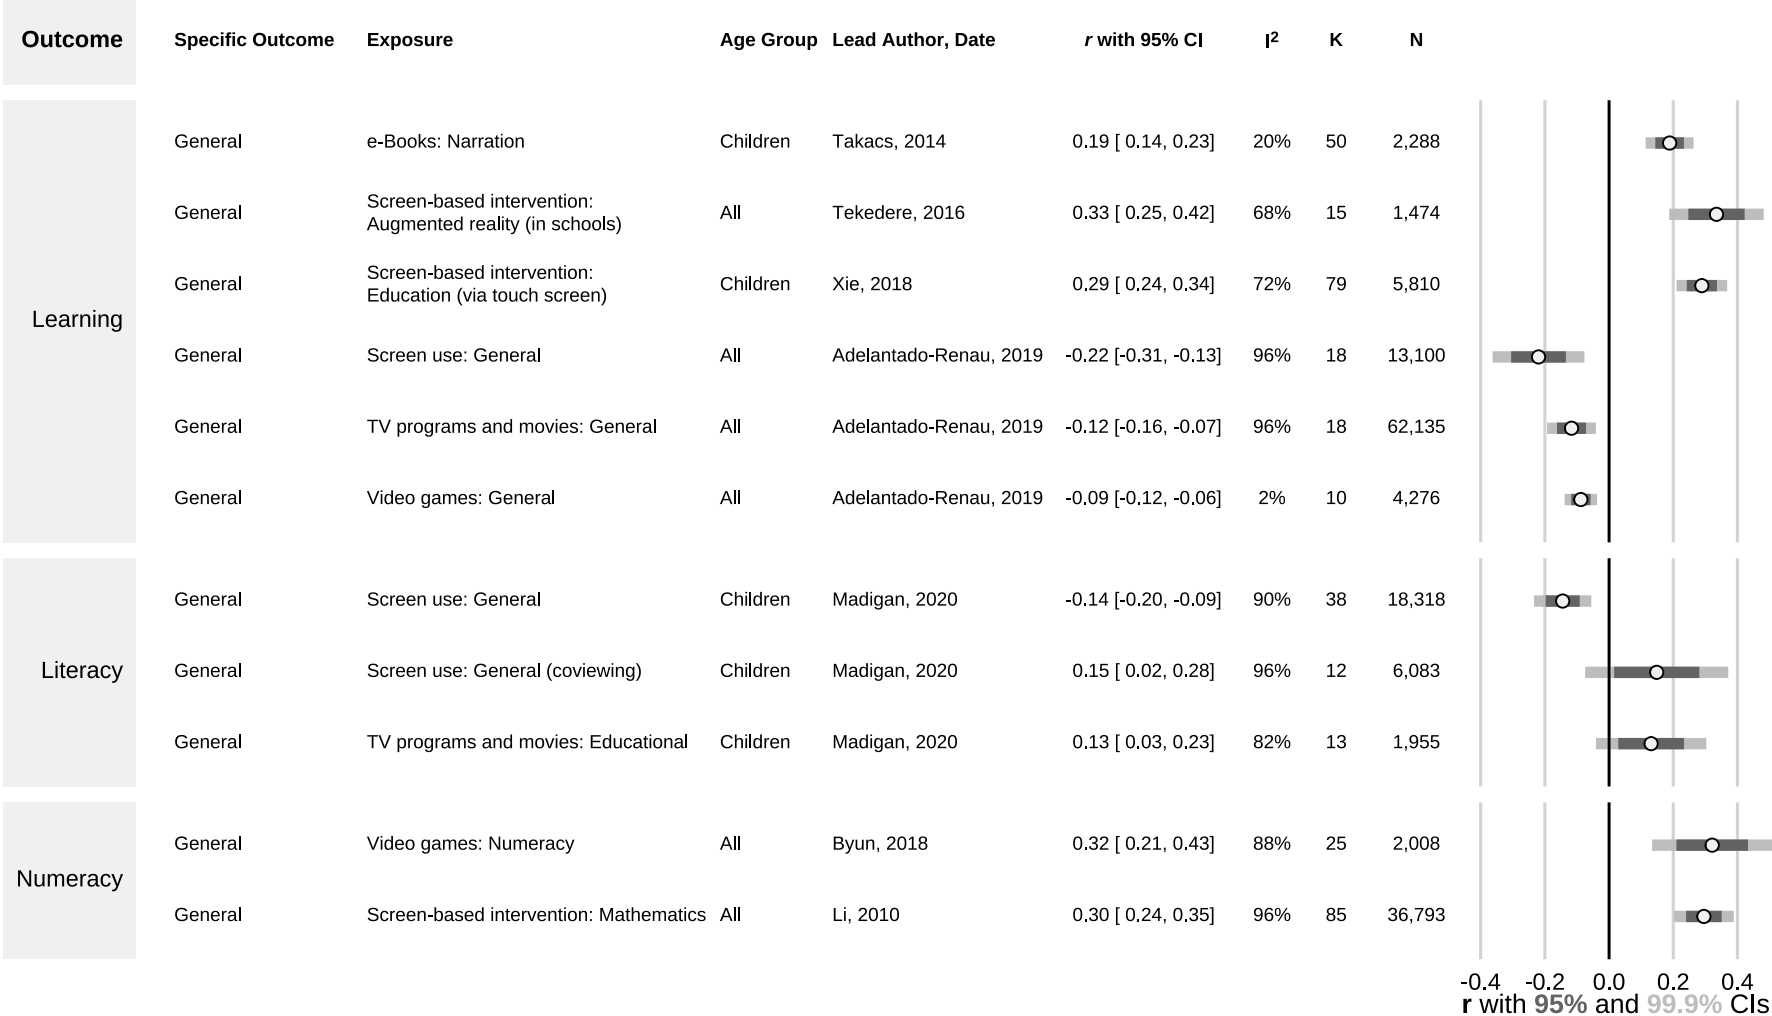 Outcome Specific Outcome Exposure Age Group Lead Author, Date r with 95% CI I² K N
Learning
General e-Books: Narration Children Takacs, 2014 0.19 [ 0.14, 0.23] 20% 50 2,288
General Screen-based intervention: Augmented reality (in schools) All Tekedere, 2016 0.33 [ 0.25, 0.42] 68% 15 1,474
General Screen-based intervention: Education (via touch screen) Children Xie, 2018 0.29 [ 0.24, 0.34] 72% 79 5,810
General Screen use: General All Adelantado-Renau, 2019 -0.22 [-0.31, -0.13] 96% 18 13,100
General TV programs and movies: General All Adelantado-Renau, 2019 -0.12 [-0.16, -0.07] 96% 18 62,135
General Video games: General All Adelantado-Renau, 2019 -0.09 [-0.12, -0.06] 2% 10 4,276
Literacy
General Screen use: General Children Madigan, 2020 -0.14 [-0.20, -0.09] 90% 38 18,318
General Screen use: General (coviewing) Children Madigan, 2020 0.15 [ 0.02, 0.28] 96% 12 6,083
General TV programs and movies: Educational Children Madigan, 2020 0.13 [ 0.03, 0.23] 82% 13 1,955
Numeracy
General Video games: Numeracy All Byun, 2018 0.32 [ 0.21, 0.43] 88% 25 2,008
General Screen-based intervention: Mathematics All Li, 2010 0.30 [ 0.24, 0.35] 96% 85 36,793
-0.4 -0.2 0.0 0.2 0.4
r with 95% and 99.9% CIs